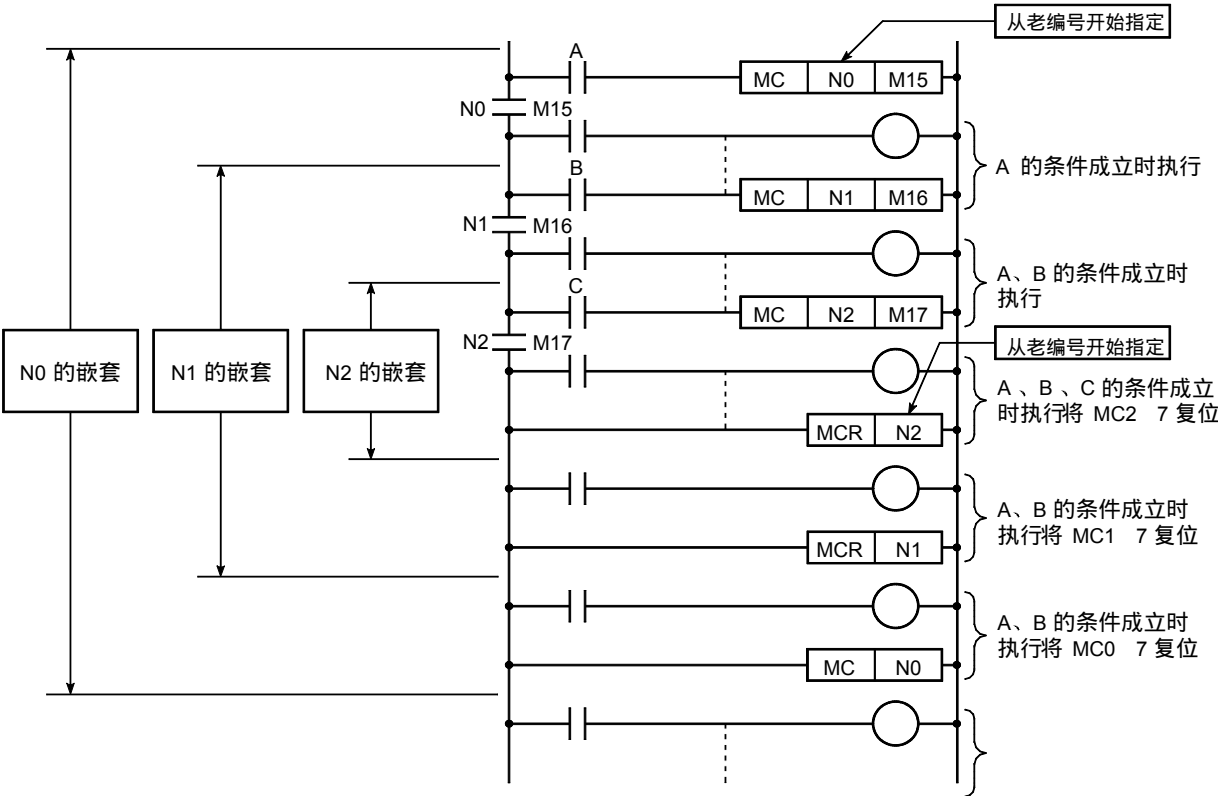 从老编号开始指定
A
MC N0 M15
N0 M15
A 的条件成立时执行
B
MC N1 M16
N1 M16
A、B 的条件成立时
执行
C
MC N2 M17
N2 M17
从老编号开始指定
N0 的嵌套
N1 的嵌套
N2 的嵌套
A 、B 、C 的条件成立
时执行将 MC2 7 复位
MCR N2
A、B 的条件成立时
执行将 MC1 7 复位
MCR N1
A、B 的条件成立时
执行将 MC0 7 复位
MC N0